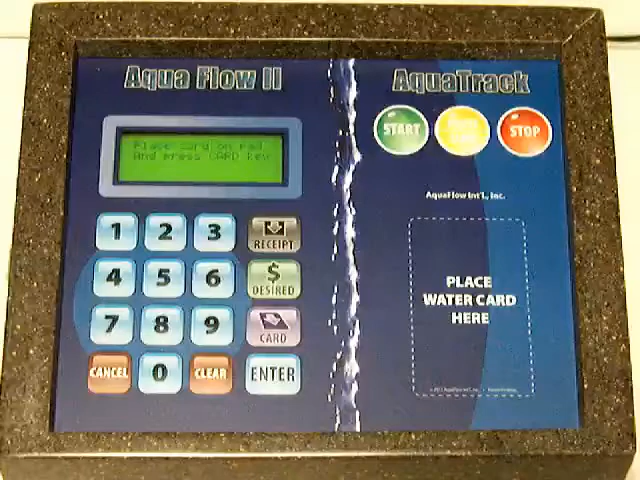 Aqua Flow II
AquaTrack
Place card on pad
And press CARD key
START
STOP
AquaFlow Int'l., Inc.
1
2
3
RECEIPT
4
5
6
$
DESIRED
7
8
9
CARD
CANCEL
0
CLEAR
ENTER
PLACE
WATER CARD
HERE